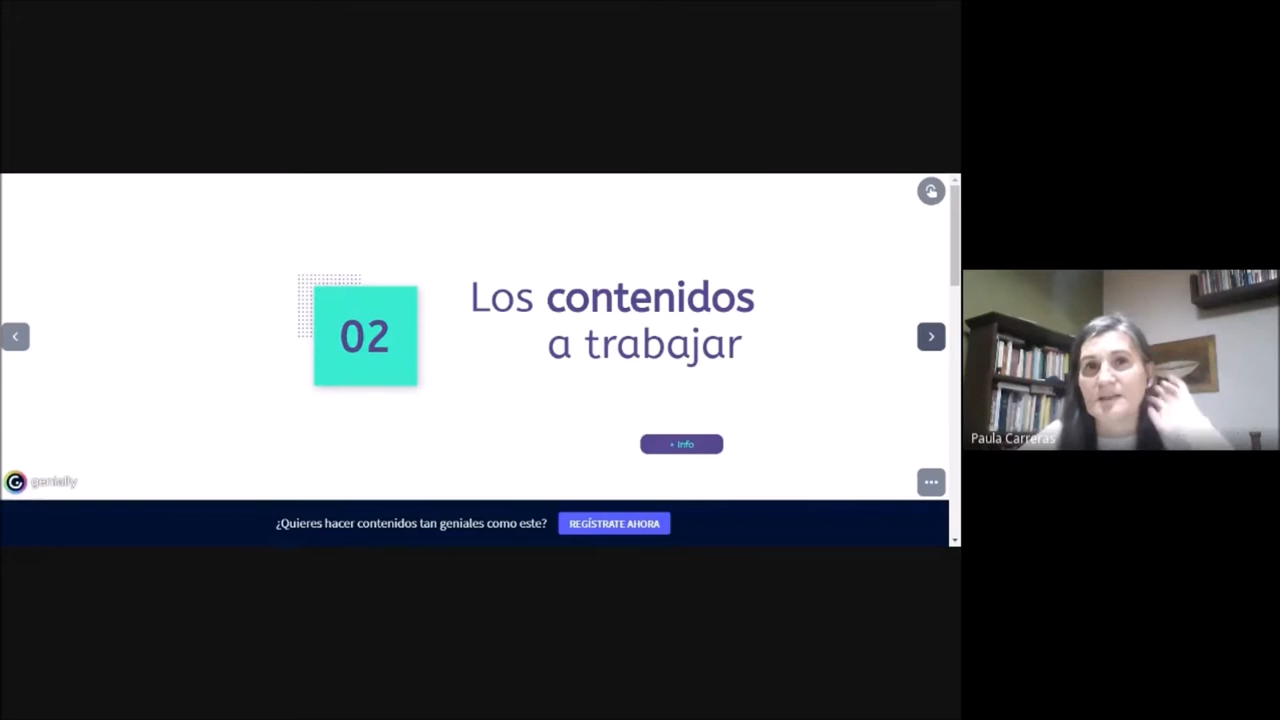 02
Los contenidos
a trabajar
+ Info
genially
¿Quieres hacer contenidos tan geniales como este?
REGÍSTRATE AHORA
Paula Carreras